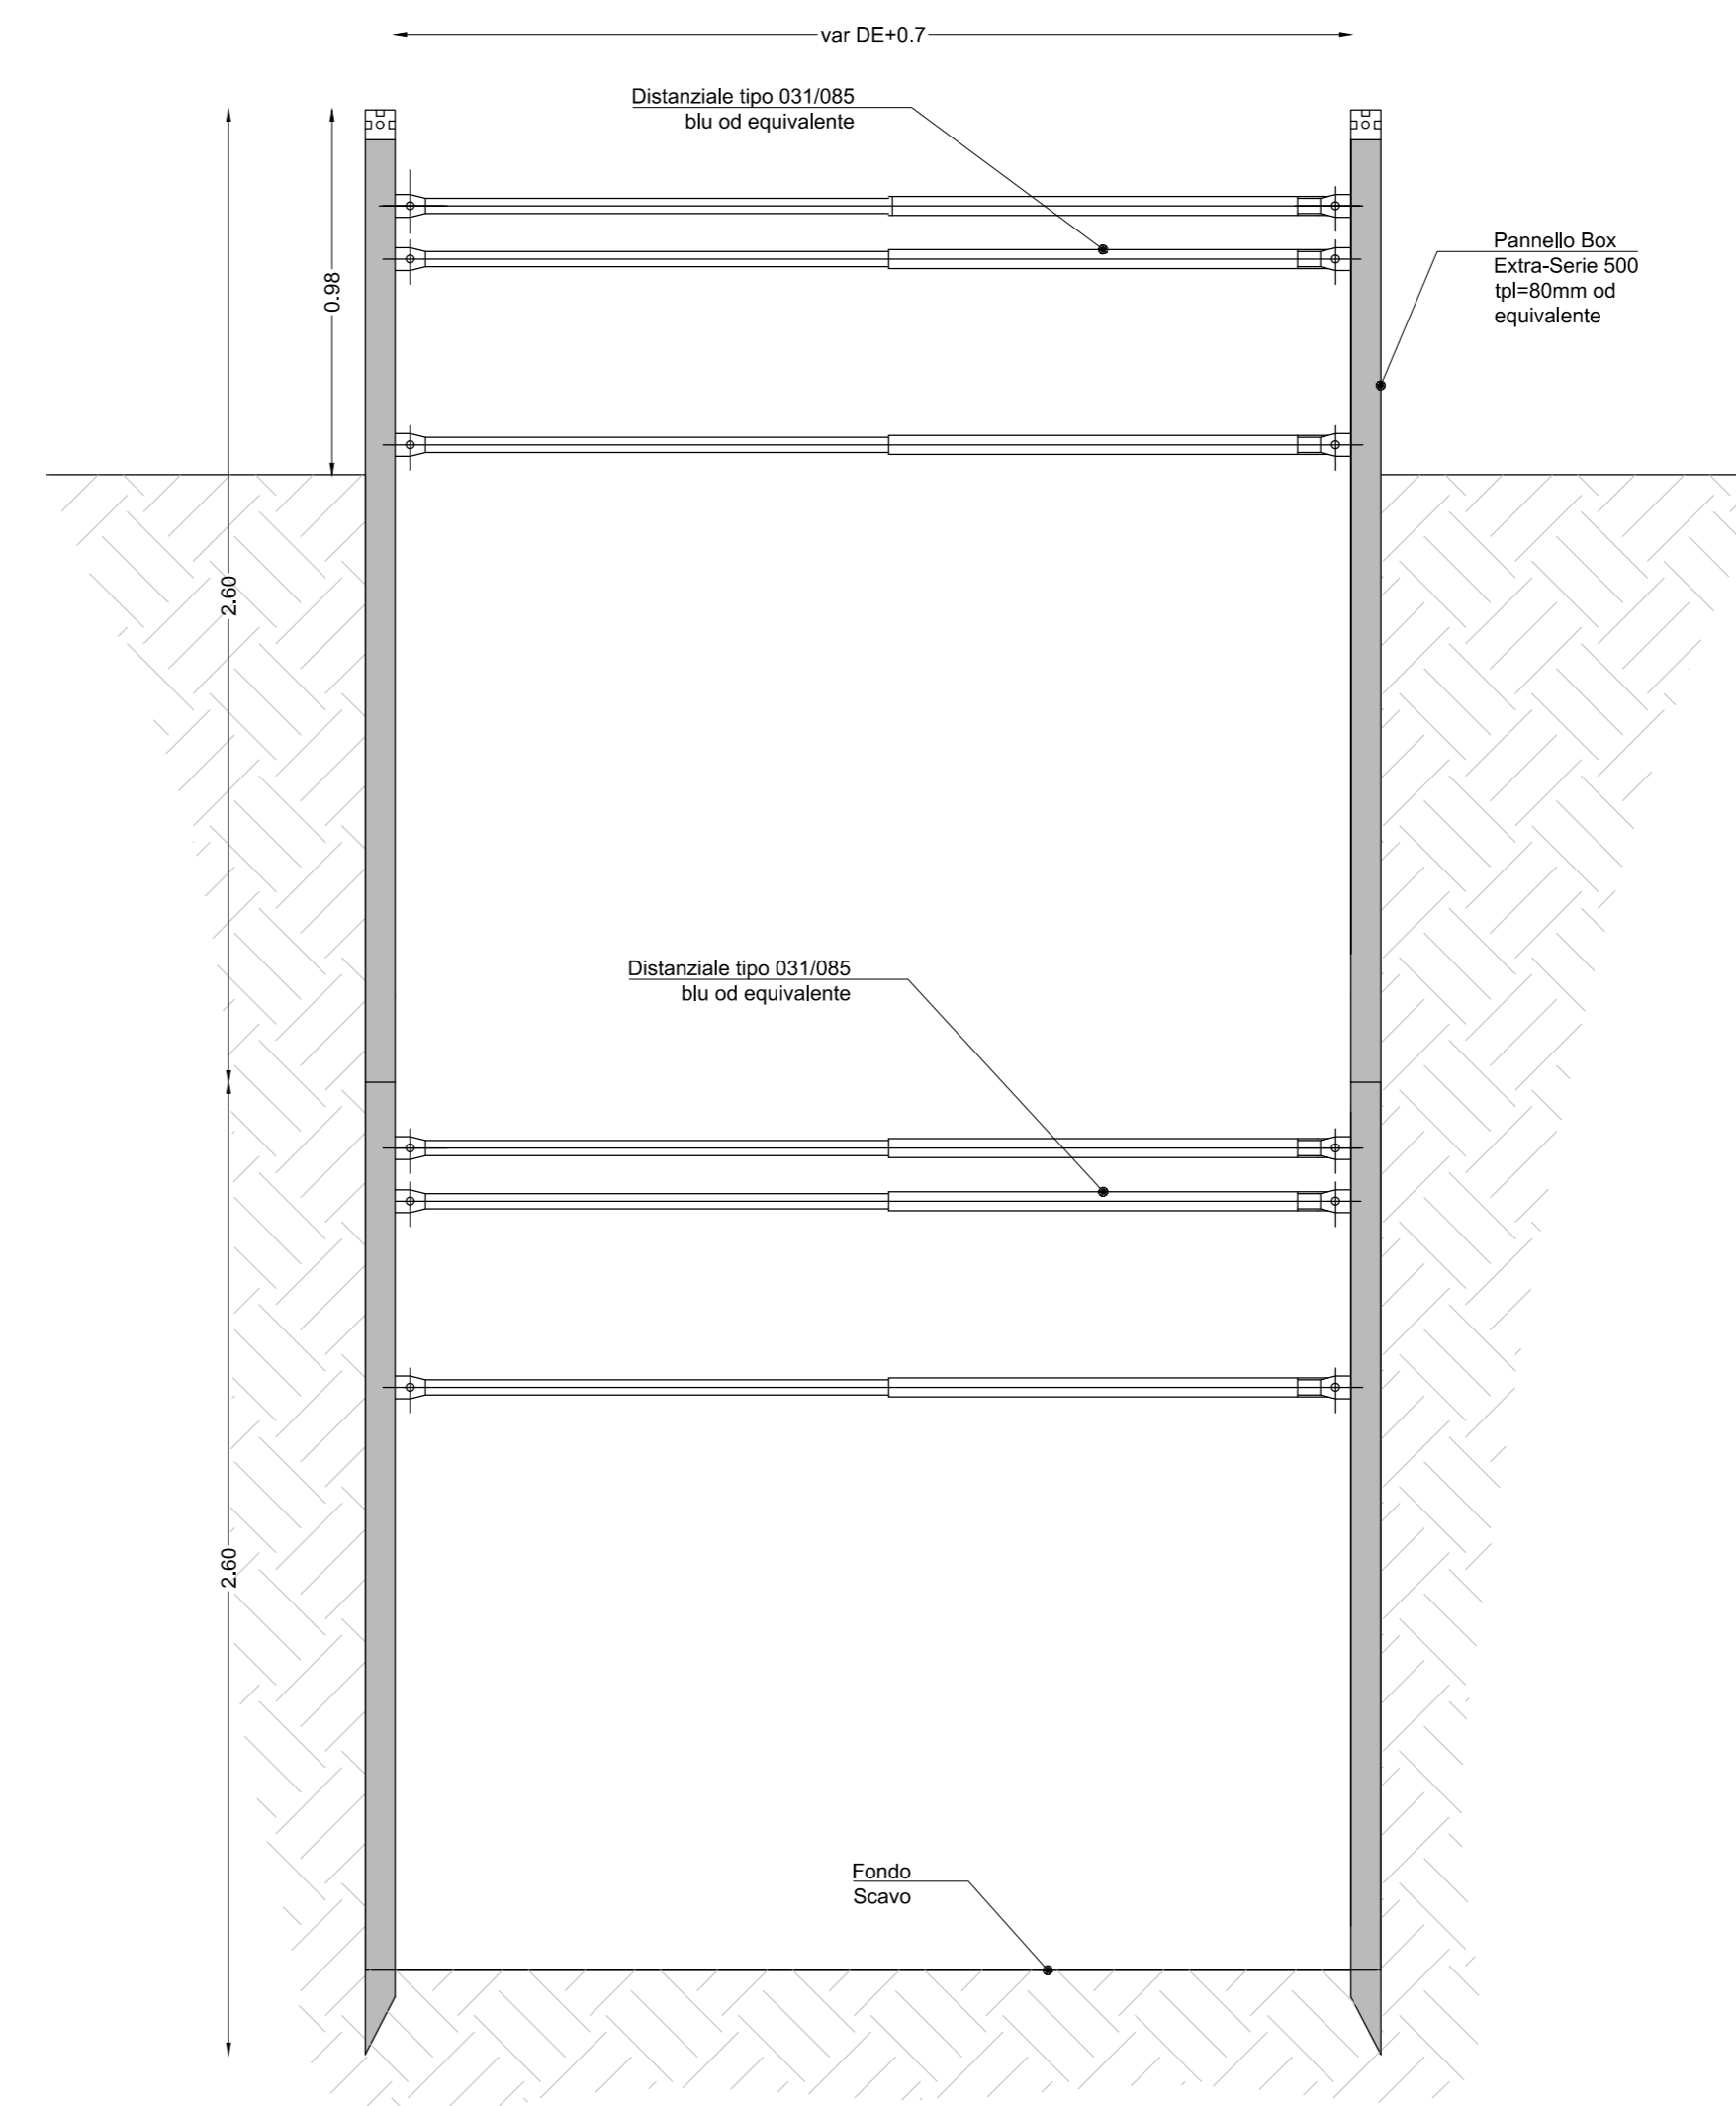 var DE+0.7
Distanziale tipo 031/085
blu od equivalente
Pannello Box
Extra-Serie 500
tpl=80mm od
equivalente
0.98
2.60
Distanziale tipo 031/085
blu od equivalente
2.60
Fondo
Scavo